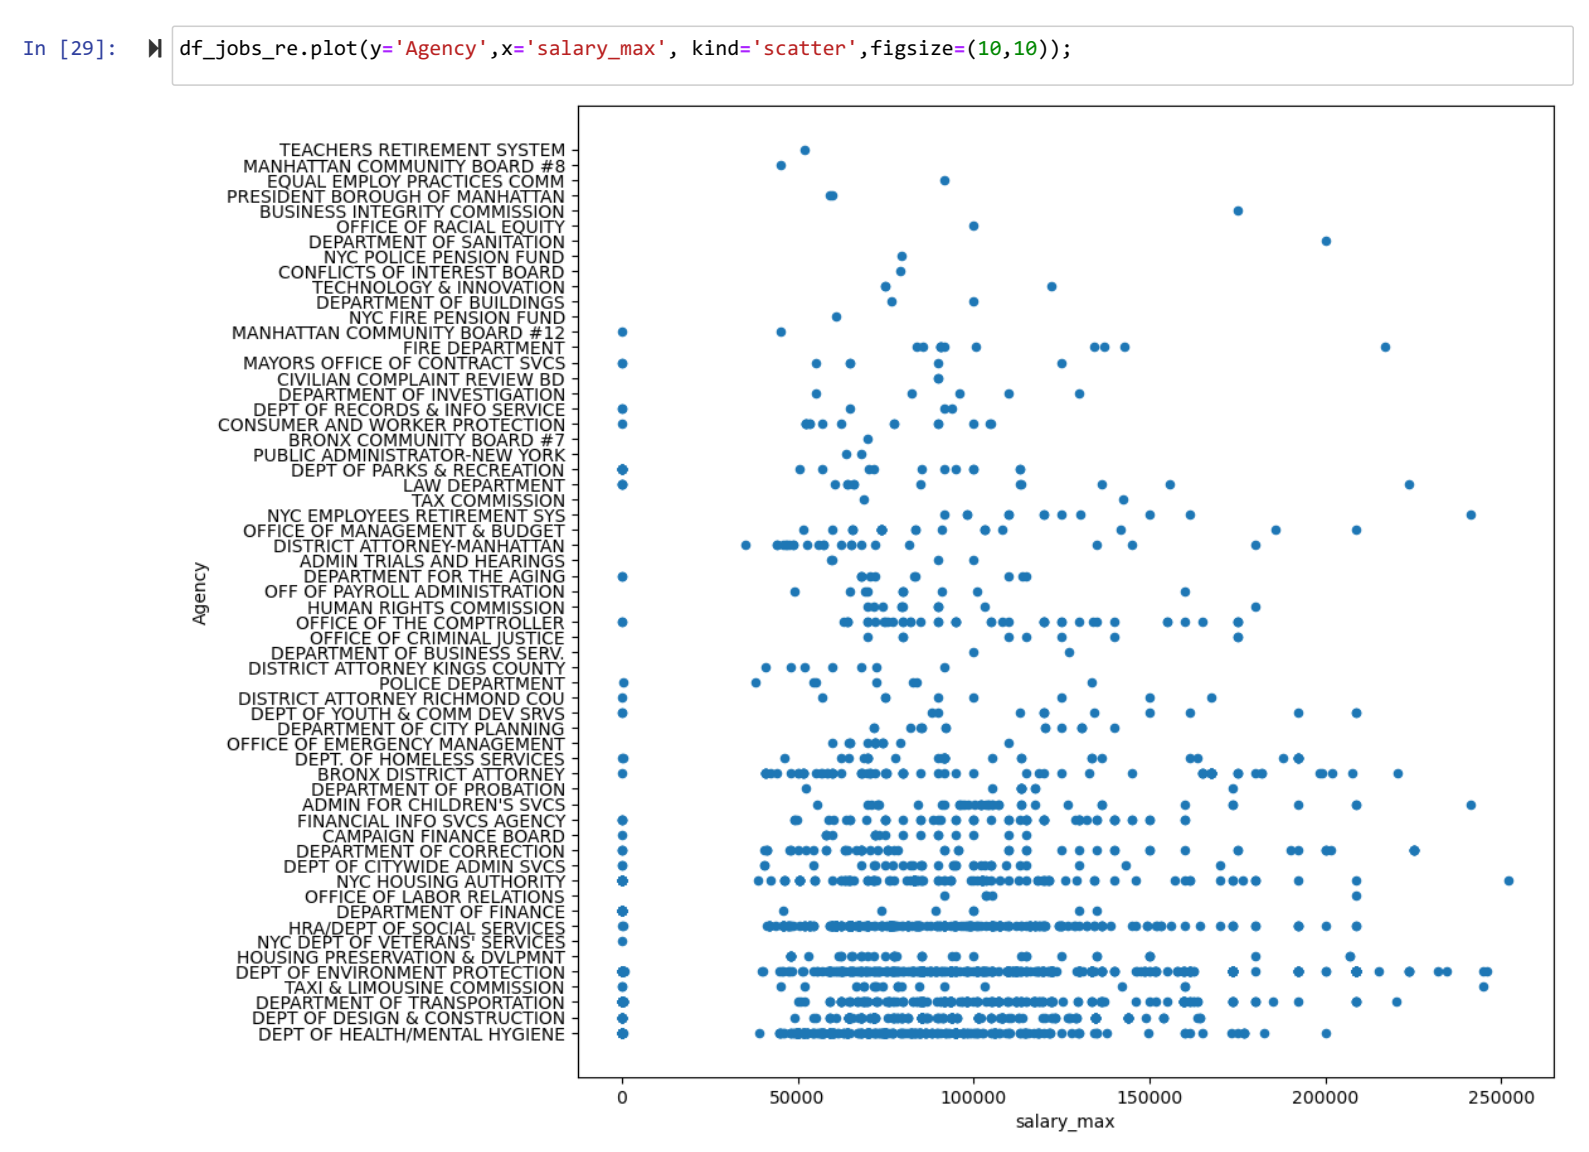 In [29]: df_jobs_re.plot(y='Agency',x='salary_max', kind='scatter',figsize=(10,10));
TEACHERS RETIREMENT SYSTEM
MANHATTAN COMMUNITY BOARD #8
EQUAL EMPLOY PRACTICES COMM
PRESIDENT BOROUGH OF MANHATTAN
BUSINESS INTEGRITY COMMISSION
OFFICE OF RACIAL EQUITY
DEPARTMENT OF SANITATION
NYC POLICE PENSION FUND
CONFLICTS OF INTEREST BOARD
TECHNOLOGY & INNOVATION
DEPARTMENT OF BUILDINGS
NYC FIRE PENSION FUND
MANHATTAN COMMUNITY BOARD #12
FIRE DEPARTMENT
MAYORS OFFICE OF CONTRACT SVCS
CIVILIAN COMPLAINT REVIEW BD
DEPARTMENT OF INVESTIGATION
DEPT OF RECORDS & INFO SERVICE
CONSUMER AND WORKER PROTECTION
BRONX COMMUNITY BOARD #7
PUBLIC ADMINISTRATOR-NEW YORK
DEPT OF PARKS & RECREATION
LAW DEPARTMENT
TAX COMMISSION
NYC EMPLOYEES RETIREMENT SYS
OFFICE OF MANAGEMENT & BUDGET
DISTRICT ATTORNEY-MANHATTAN
ADMIN TRIALS AND HEARINGS
DEPARTMENT FOR THE AGING
OFF OF PAYROLL ADMINISTRATION
HUMAN RIGHTS COMMISSION
OFFICE OF THE COMPTROLLER
OFFICE OF CRIMINAL JUSTICE
DEPARTMENT OF BUSINESS SERV.
DISTRICT ATTORNEY KINGS COUNTY
POLICE DEPARTMENT
DISTRICT ATTORNEY RICHMOND COU
DEPT OF YOUTH & COMM DEV SRVS
DEPARTMENT OF CITY PLANNING
OFFICE OF EMERGENCY MANAGEMENT
DEPT. OF HOMELESS SERVICES
BRONX DISTRICT ATTORNEY
DEPARTMENT OF PROBATION
ADMIN FOR CHILDREN'S SVCS
FINANCIAL INFO SVCS AGENCY
CAMPAIGN FINANCE BOARD
DEPARTMENT OF CORRECTION
DEPT OF CITYWIDE ADMIN SVCS
NYC HOUSING AUTHORITY
OFFICE OF LABOR RELATIONS
DEPARTMENT OF FINANCE
HRA/DEPT OF SOCIAL SERVICES
NYC DEPT OF VETERANS' SERVICES
HOUSING PRESERVATION & DVLPMNT
DEPT OF ENVIRONMENT PROTECTION
TAXI & LIMOUSINE COMMISSION
DEPARTMENT OF TRANSPORTATION
DEPT OF DESIGN & CONSTRUCTION
DEPT OF HEALTH/MENTAL HYGIENE
Agency
0 50000 100000 150000 200000 250000
salary_max